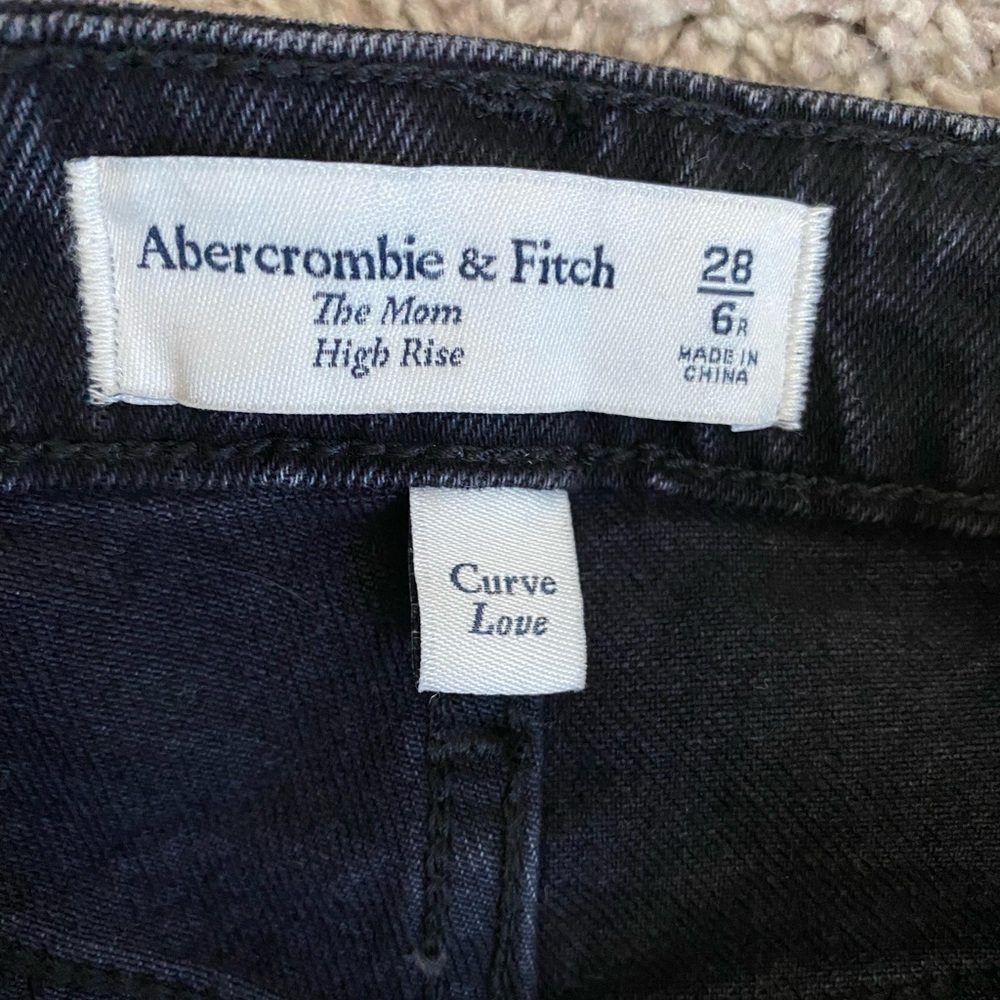 Abercrombie & Fitch
The Mom
High Rise
28
6R
MADE IN
CHINA
Curve
Love